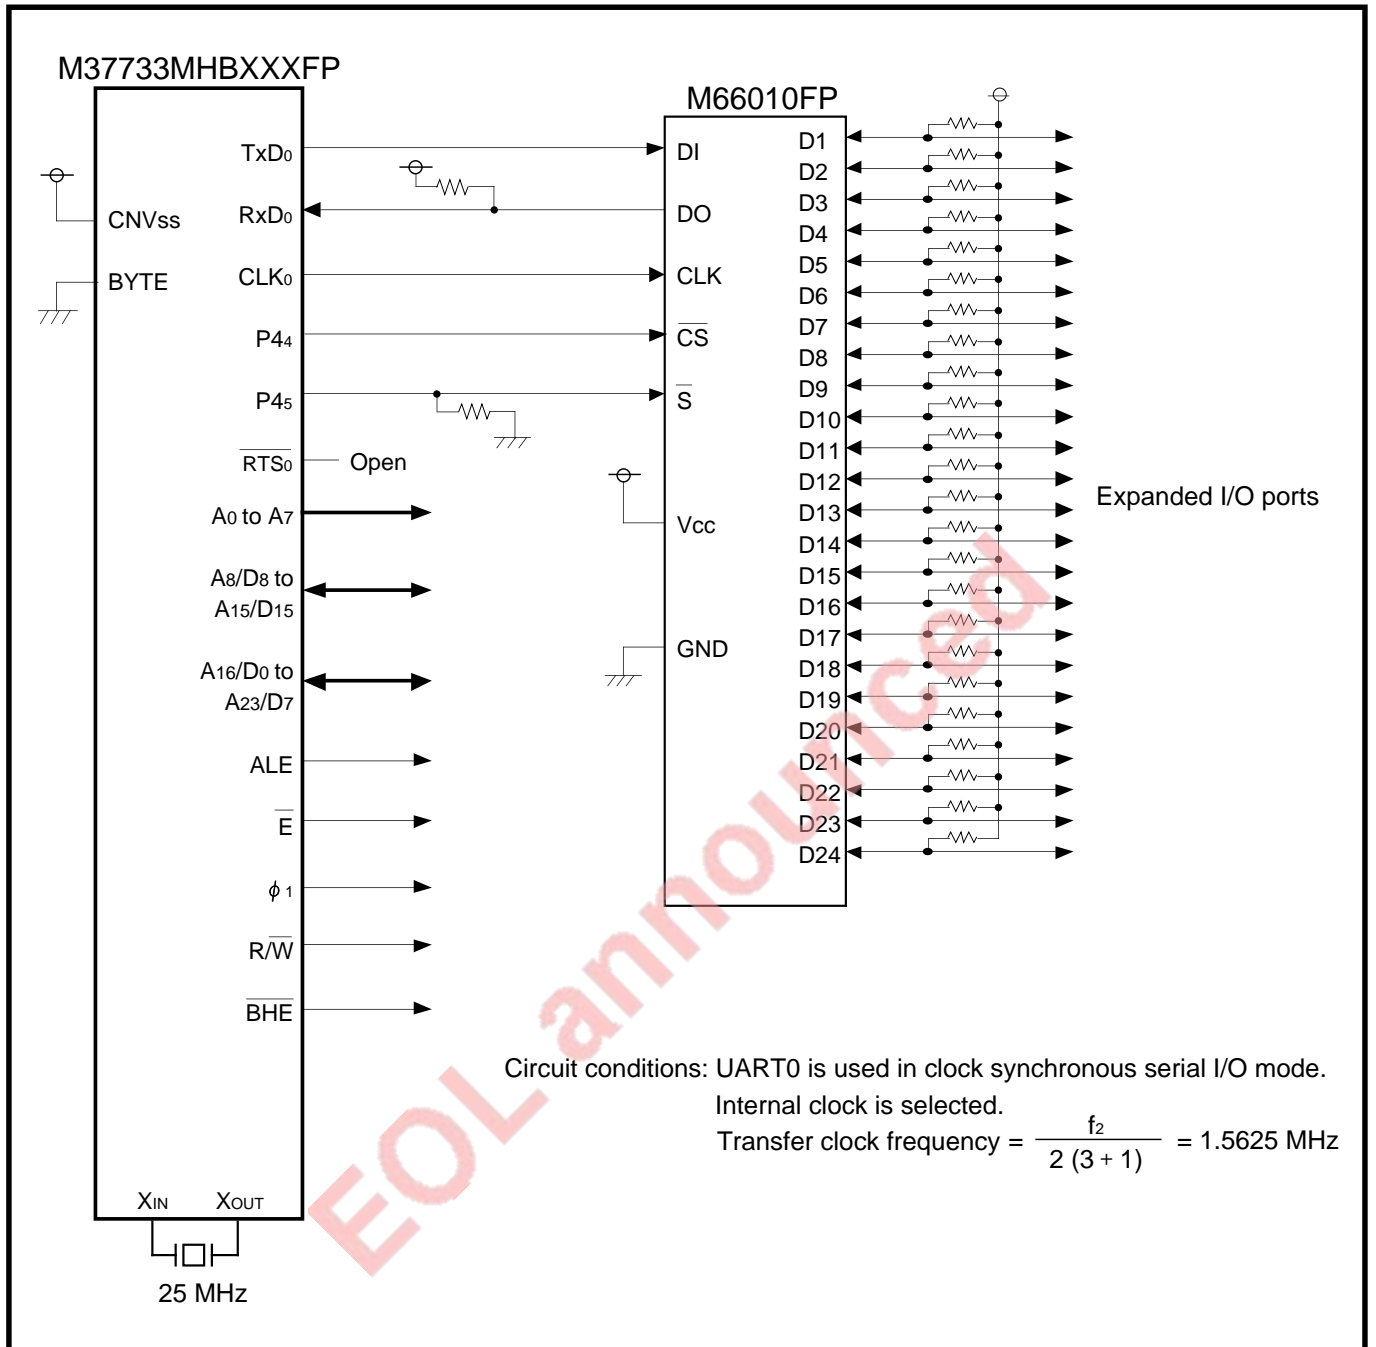 M37733MHBXXXFP
M66010FP
CNVss
BYTE
TxD0
RxD0
CLK0
P44
P45
RTS0
Open
A0 to A7
A8/D8 to
A15/D15
A16/D0 to
A23/D7
ALE
E
ϕ 1
R/W
BHE
XIN
XOUT
25 MHz
DI
DO
CLK
CS
S
Vcc
GND
D1
D2
D3
D4
D5
D6
D7
D8
D9
D10
D11
D12
D13
D14
D15
D16
D17
D18
D19
D20
D21
D22
D23
D24
Expanded I/O ports
EOL announced
Circuit conditions: UART0 is used in clock synchronous serial I/O mode.
Internal clock is selected.
Transfer clock frequency = f2 / 2 (3 + 1) = 1.5625 MHz